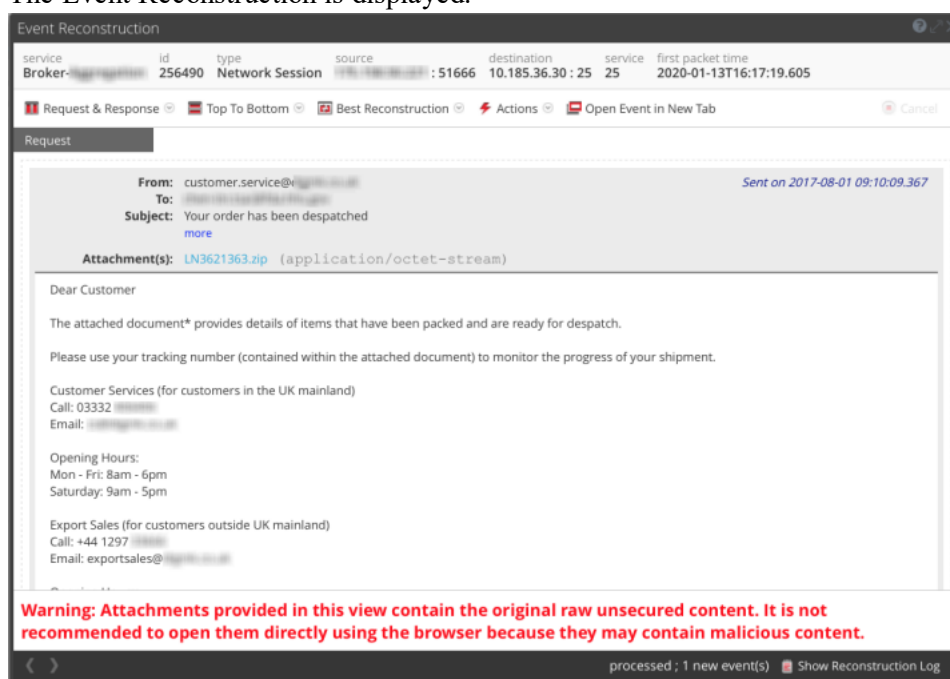 The Event Reconstruction is displayed.
Event Reconstruction
service id type source destination service first packet time
Broker- 256490 Network Session : 51666 10.185.36.30 : 25 25 2020-01-13T16:17:19.605
Request & Response Top To Bottom Best Reconstruction Actions Open Event in New Tab Cancel
Request
From: customer.service@ Sent on 2017-08-01 09:10:09.367
To:
Subject: Your order has been despatched
more
Attachment(s): LN3621363.zip (application/octet-stream)
Dear Customer
The attached document* provides details of items that have been packed and are ready for despatch.
Please use your tracking number (contained within the attached document) to monitor the progress of your shipment.
Customer Services (for customers in the UK mainland)
Call: 03332
Email:
Opening Hours:
Mon - Fri: 8am - 6pm
Saturday: 9am - 5pm
Export Sales (for customers outside UK mainland)
Call: +44 1297
Email: exportsales@
Warning: Attachments provided in this view contain the original raw unsecured content. It is not
recommended to open them directly using the browser because they may contain malicious content.
processed ; 1 new event(s) Show Reconstruction Log